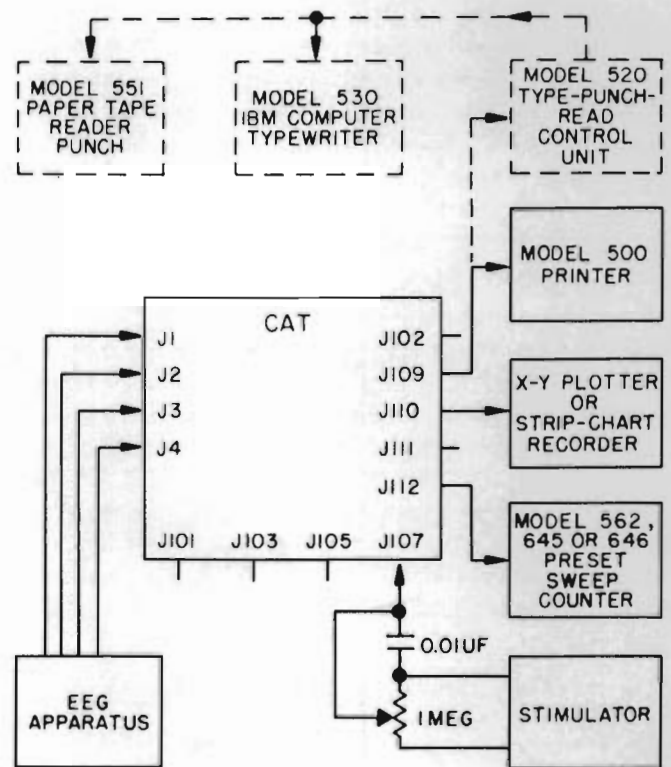 MODEL 551
PAPER TAPE
READER
PUNCH
MODEL 530
IBM COMPUTER
TYPEWRITER
MODEL 520
TYPE-PUNCH-
READ
CONTROL
UNIT
MODEL 500
PRINTER
CAT
J1
J2
J3
J4
J102
J109
J110
J111
J112
J101
J103
J105
J107
X-Y PLOTTER
OR
STRIP-CHART
RECORDER
MODEL 562,
645 OR 646
PRESET
SWEEP
COUNTER
0.01UF
1 MEG
EEG
APPARATUS
STIMULATOR